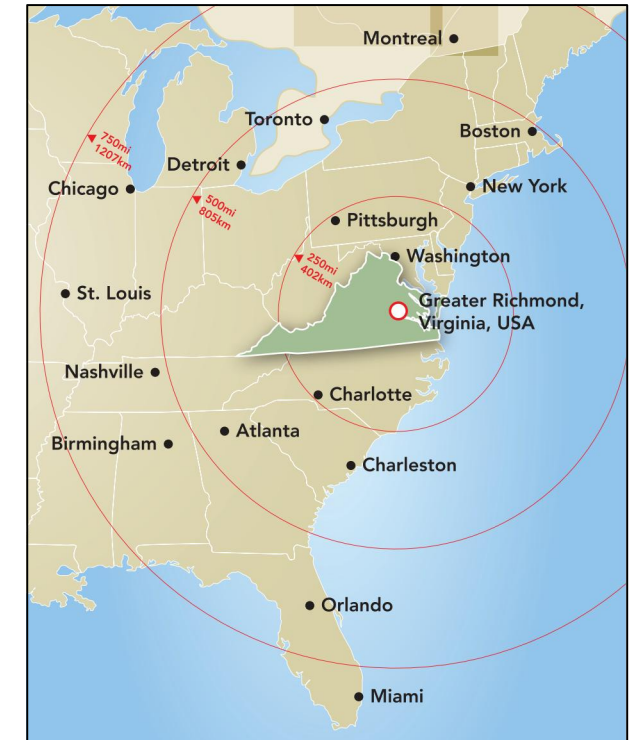 Montreal
Toronto
Boston
750mi
1207km
Detroit
Chicago
New York
500mi
805km
Pittsburgh
Washington
250mi
402km
St. Louis
Greater Richmond,
Virginia, USA
Nashville
Charlotte
Atlanta
Birmingham
Charleston
Orlando
Miami